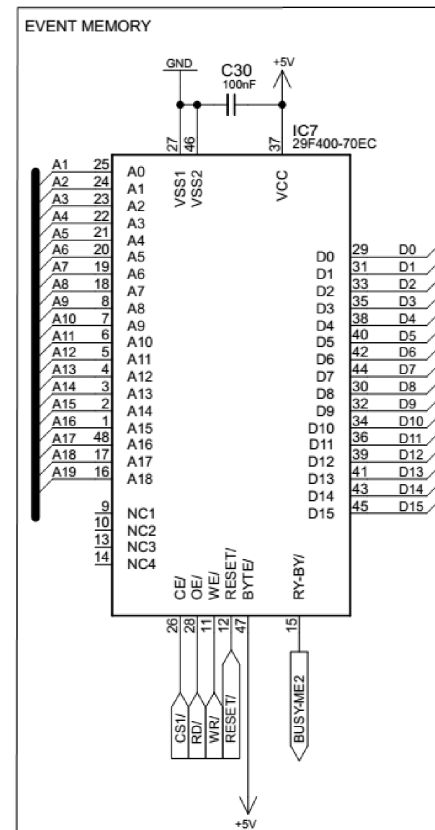 EVENT MEMORY
GND
+5V
C30
100nF
IC7
29F400-70EC
27 46 37
VSS1 VSS2 VCC
A1 25 A0
A2 24 A1
A3 23 A2
A4 22 A3
A5 21 A4
A6 20 A5
A7 19 A6
A8 18 A7
A9 8 A8
A10 7 A9
A11 6 A10
A12 5 A11
A13 4 A12
A14 3 A13
A15 2 A14
A16 1 A15
A17 48 A16
A18 17 A17
A19 16 A18
D0 29 D0
D1 31 D1
D2 33 D2
D3 35 D3
D4 38 D4
D5 40 D5
D6 42 D6
D7 44 D7
D8 30 D8
D9 32 D9
D10 34 D10
D11 36 D11
D12 39 D12
D13 41 D13
D14 43 D14
D15 45 D15
9 NC1
10 NC2
13 NC3
14 NC4
CE/ OE/ WE/ RESET/ BYTE/ RY-BY/
26 28 11 12 47 15
CS1/ RD/ WR/ RESET/ BUSY-ME2
+5V